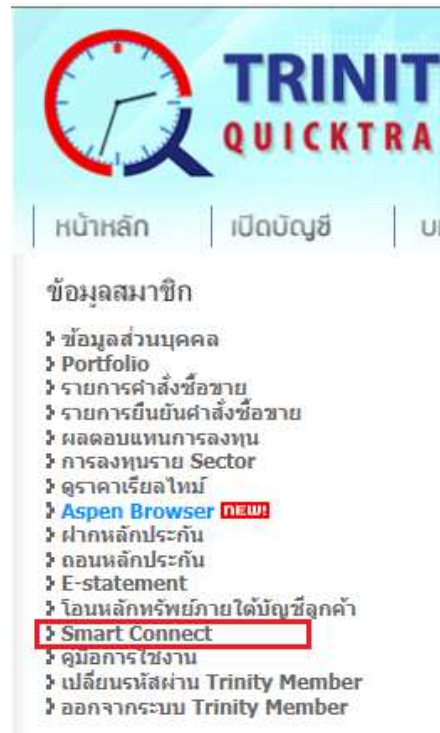 TRINIT
QUICKTRA
หน้าหลัก เปิดบัญชี
ข้อมูลสมาชิก
ข้อมูลส่วนบุคคล
Portfolio
รายการคำสั่งซื้อขาย
รายการยืนยันคำสั่งซื้อขาย
ผลตอบแทนการลงทุน
การลงทุนราย Sector
ดูราคาเรียลไทม์
Aspen Browser NEW!
ฝากหลักประกัน
ถอนหลักประกัน
E-statement
โอนหลักทรัพย์ภายใต้บัญชีลูกค้า
Smart Connect
คู่มือการใช้งาน
เปลี่ยนรหัสผ่าน Trinity Member
ออกจากระบบ Trinity Member